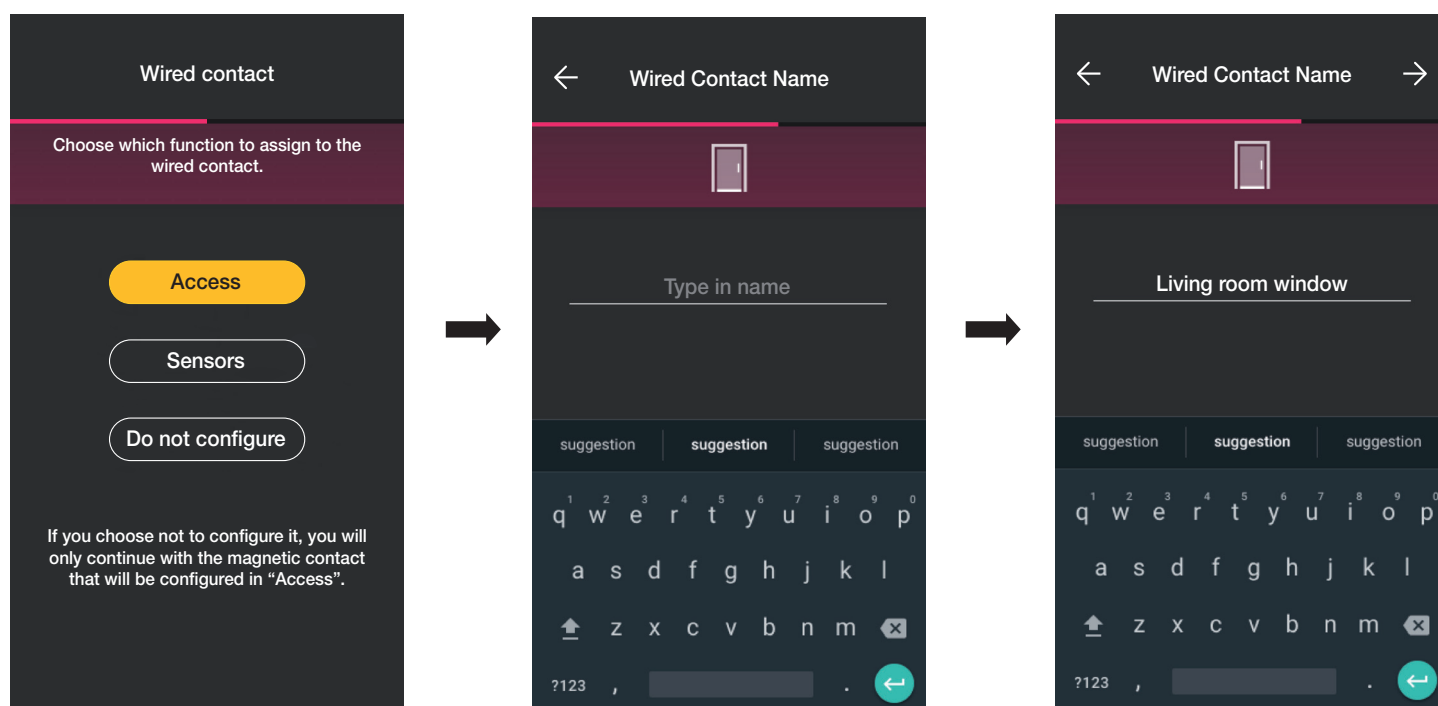 Wired contact
Choose which function to assign to the
wired contact.
Access
Sensors
Do not configure
If you choose not to configure it, you will
only continue with the magnetic contact
that will be configured in “Access”.
Wired Contact Name
Type in name
suggestion suggestion suggestion
1 2 3 4 5 6 7 8 9 0
q w e r t y u i o p
a s d f g h j k l
z x c v b n m
?123 , .
Wired Contact Name
Living room window
suggestion suggestion suggestion
1 2 3 4 5 6 7 8 9 0
q w e r t y u i o p
a s d f g h j k l
z x c v b n m
?123 , .